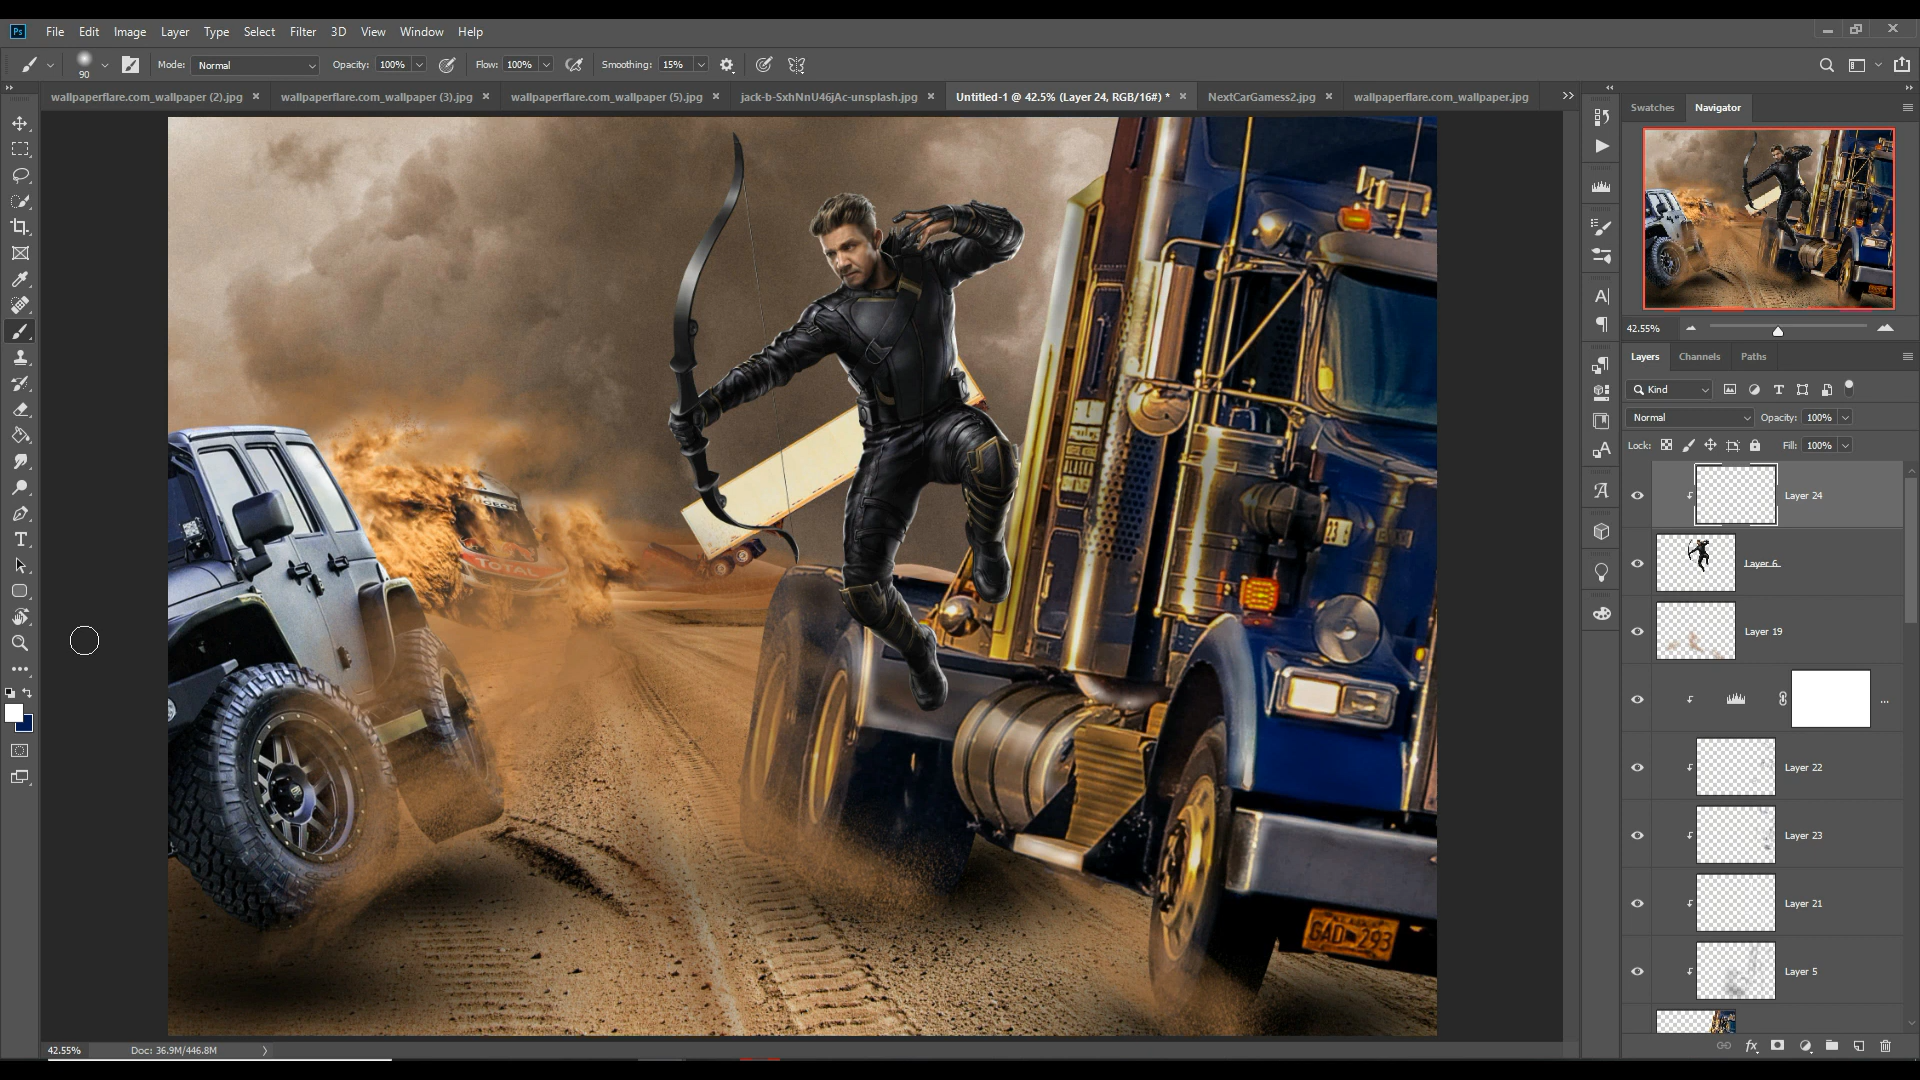 Ps File Edit Image Layer Type Select Filter 3D View Window Help
90 Mode: Normal Opacity: 100% Flow: 100% Smoothing: 15%
wallpaperflare.com_wallpaper (2).jpg × wallpaperflare.com_wallpaper (3).jpg × wallpaperflare.com_wallpaper (5).jpg × jack-b-SxhNnU46jAc-unsplash.jpg × Untitled-1 @ 42.5% (Layer 24, RGB/16#) * × NextCarGamess2.jpg × wallpaperflare.com_wallpaper.jpg
Swatches Navigator
42.55%
Layers Channels Paths
Kind
Normal Opacity: 100%
Lock: Fill: 100%
Layer 24
Layer 6
Layer 19
Layer 22
Layer 23
Layer 21
Layer 5
TOTAL
ALASKA
23
GAD 293
42.55% Doc: 36.9M/446.8M